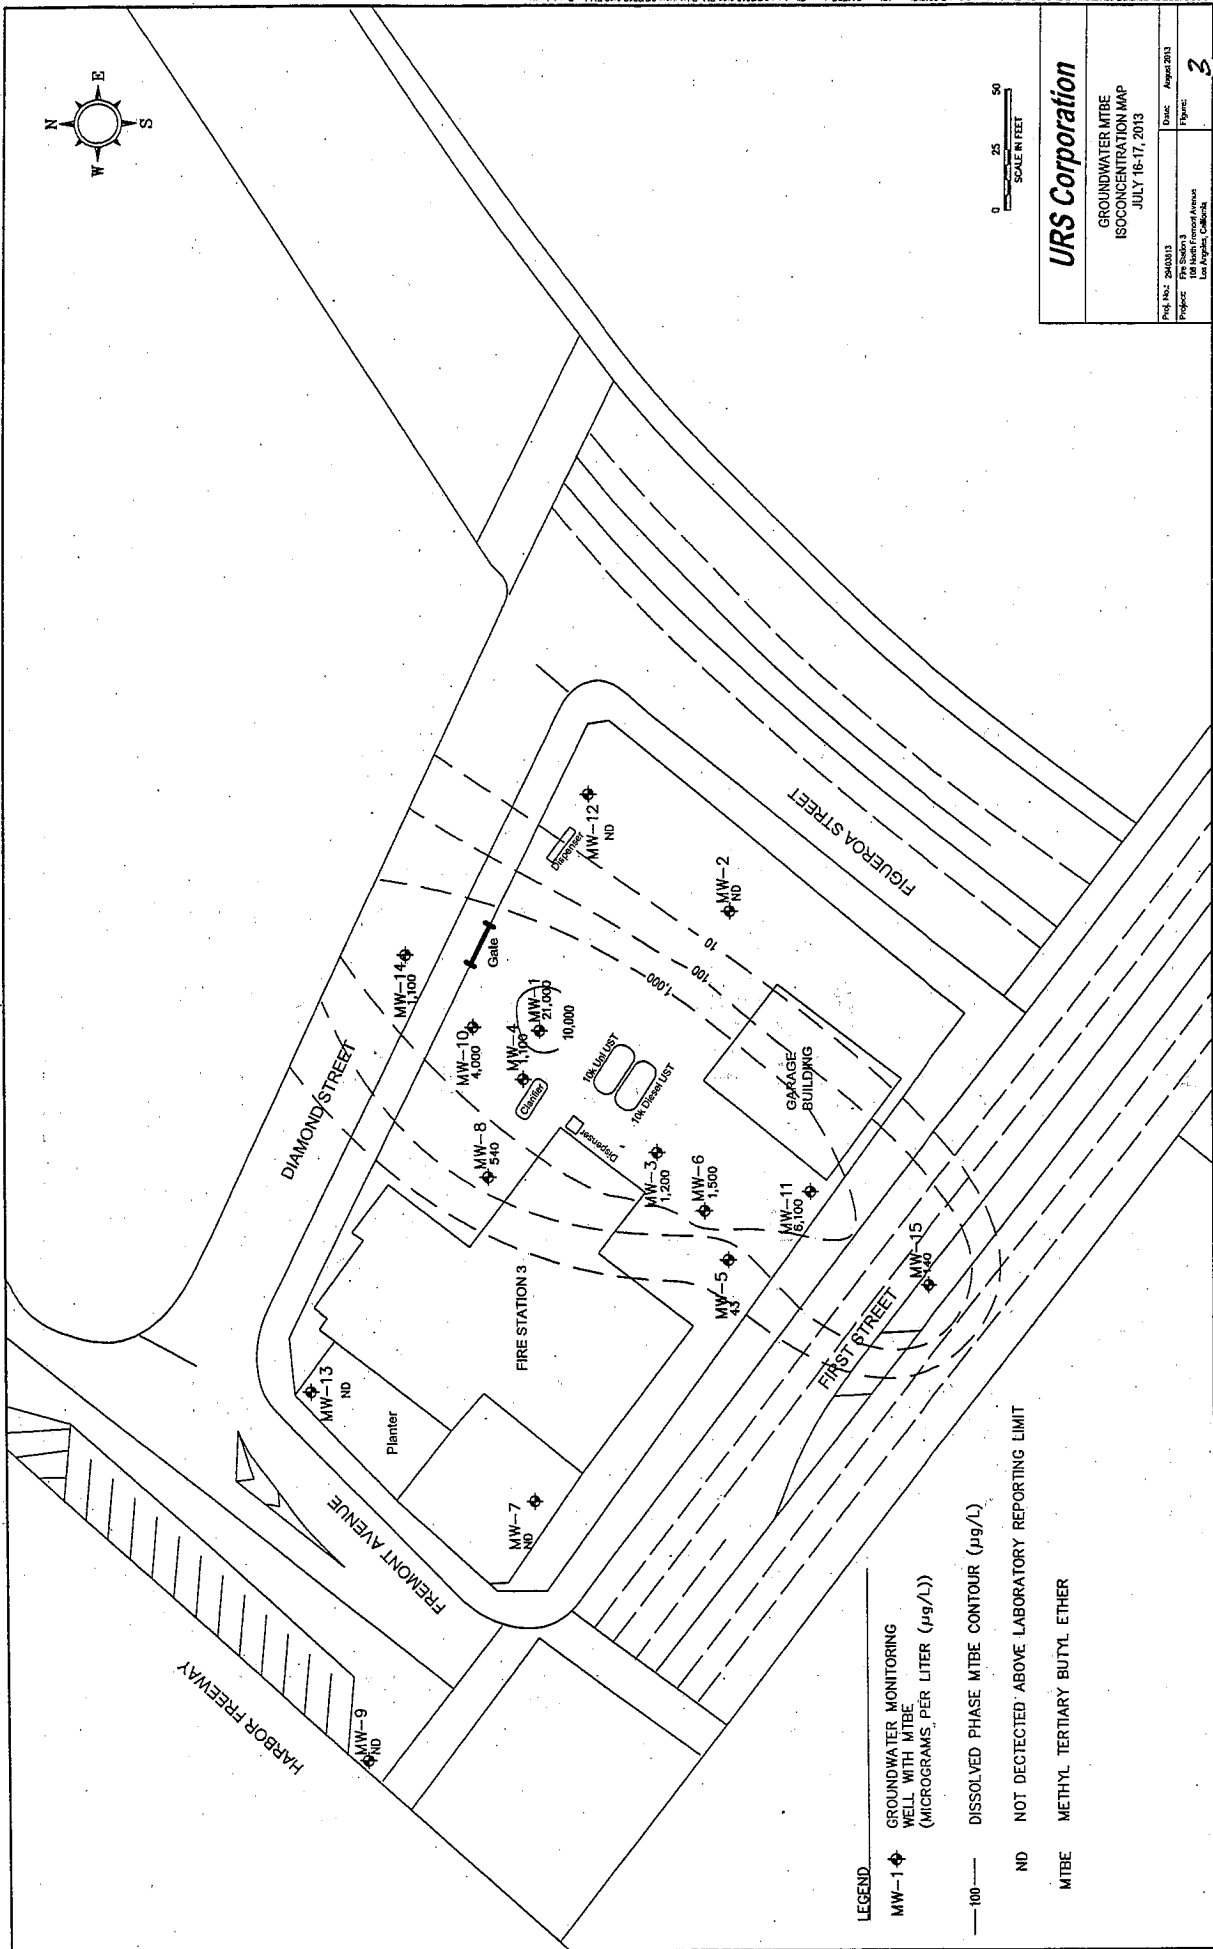 N
W
E
S
HARBOR FREEWAY
FREMONT AVENUE
DIAMOND STREET
FIRST STREET
FIGUEROA STREET
MW-9
ND
MW-7
ND
MW-13
ND
Planter
FIRE STATION 3
MW-8
540
MW-10
4,000
MW-14
1,100
MW-4
1,100
MW-1
21,000
10,000
Clarifier
Gate
Dispenser
10k Unl UST
10k Diesel UST
MW-3
1,200
MW-6
1,500
MW-5
43
MW-11
6,100
MW-15
140
GARAGE
BUILDING
1,000
100
10
MW-2
ND
MW-12
ND
Dispenser
LEGEND
MW-1 GROUNDWATER MONITORING
WELL WITH MTBE
(MICROGRAMS PER LITER (µg/L))
100 DISSOLVED PHASE MTBE CONTOUR (µg/L)
ND NOT DECTECTED ABOVE LABORATORY REPORTING LIMIT
MTBE METHYL TERTIARY BUTYL ETHER
0 25 50
SCALE IN FEET
URS Corporation
GROUNDWATER MTBE
ISOCONCENTRATION MAP
JULY 16-17, 2013
Proj. No.: 29403813
Date: August 2013
Project: Fire Station 3
108 North Fremont Avenue
Los Angeles, California
Figure: 3